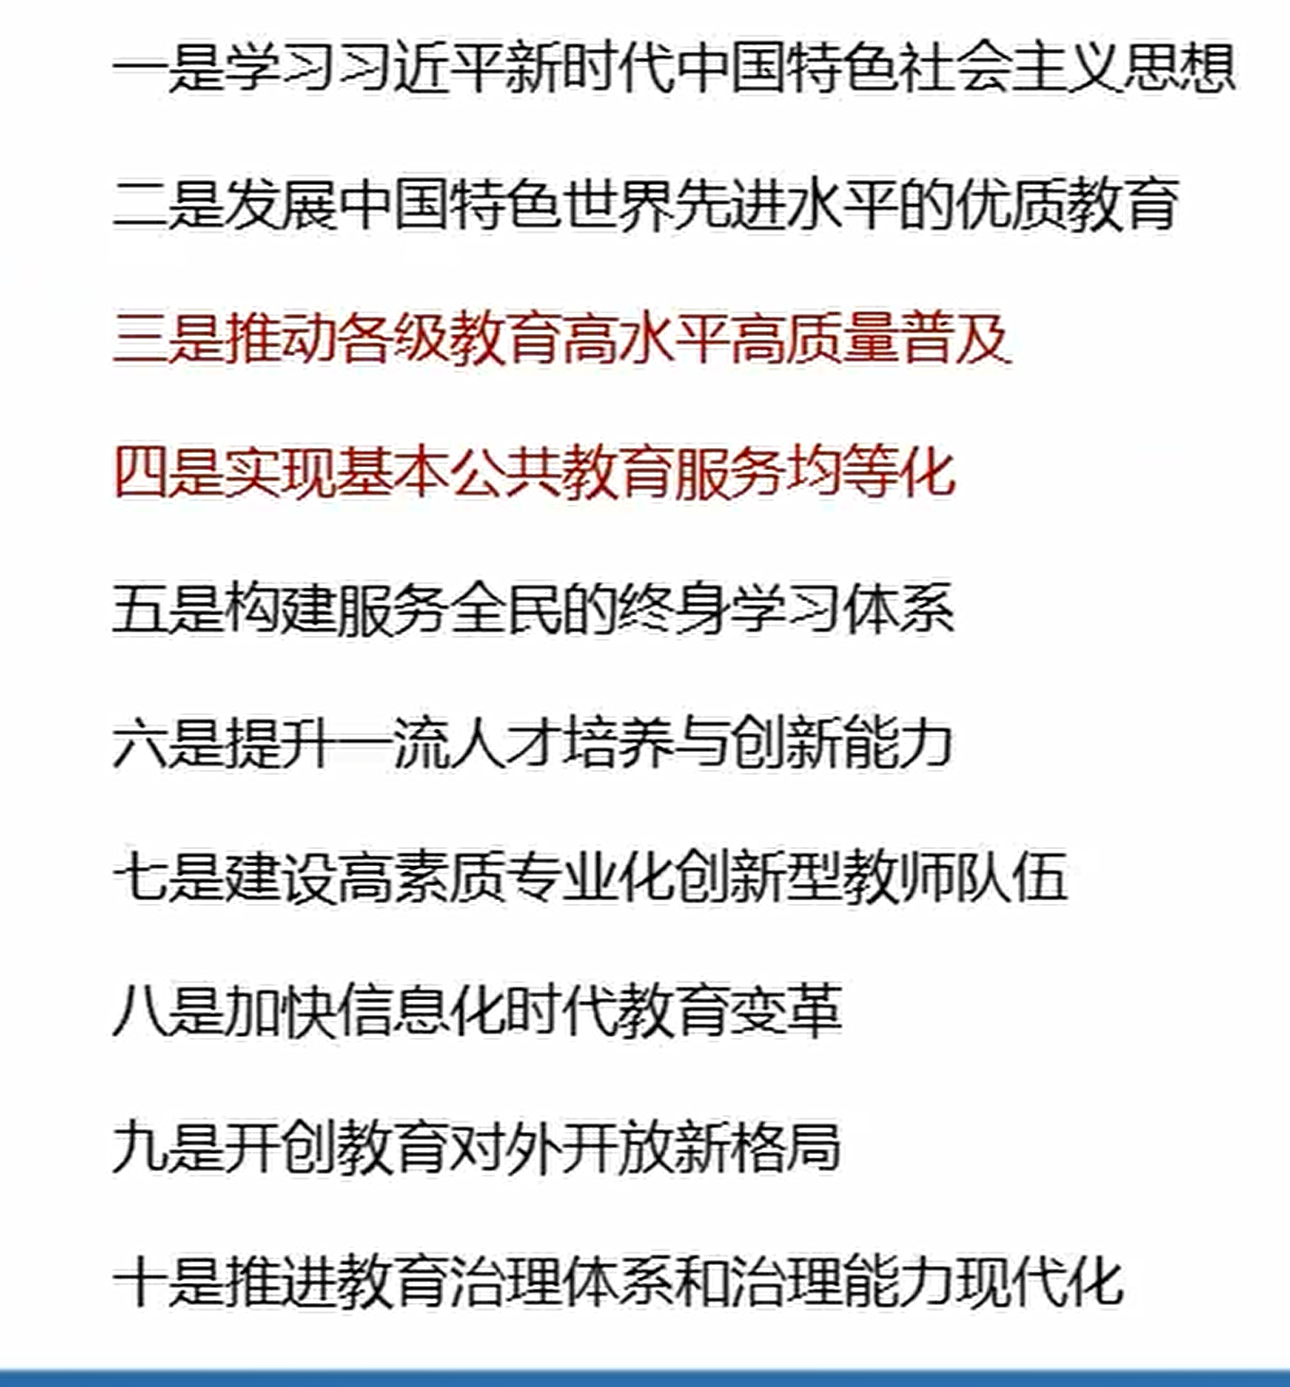 一是学习习近平新时代中国特色社会主义思想
二是发展中国特色世界先进水平的优质教育
三是推动各级教育高水平高质量普及
四是实现基本公共教育服务均等化
五是构建服务全民的终身学习体系
六是提升一流人才培养与创新能力
七是建设高素质专业化创新型教师队伍
八是加快信息化时代教育变革
九是开创教育对外开放新格局
十是推进教育治理体系和治理能力现代化